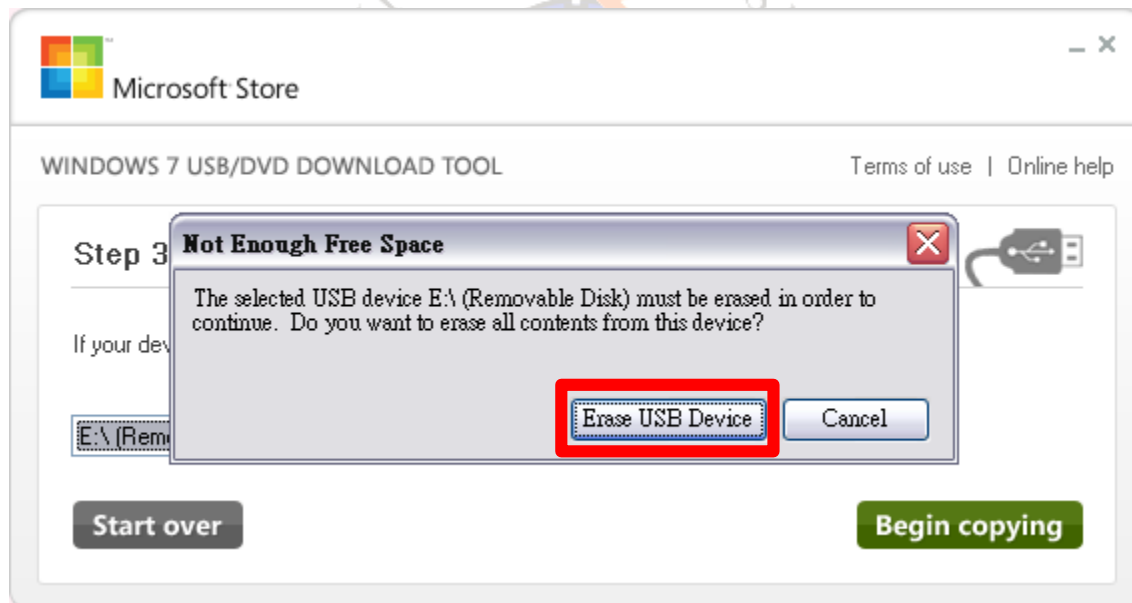 Microsoft Store
WINDOWS 7 USB/DVD DOWNLOAD TOOL
Terms of use | Online help
Step 3
Not Enough Free Space
The selected USB device E:\ (Removable Disk) must be erased in order to
continue. Do you want to erase all contents from this device?
If your dev
Erase USB Device
Cancel
E:\ (Rem
Start over
Begin copying